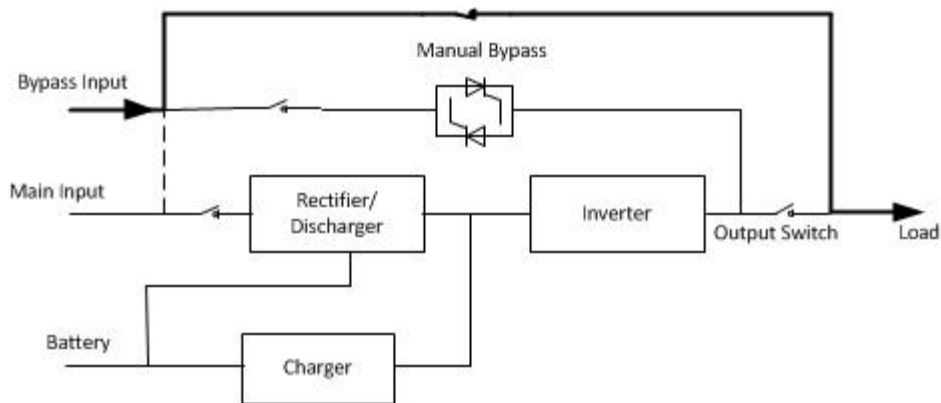 Manual Bypass
Bypass Input
Main Input
Rectifier/
Discharger
Inverter
Output Switch
Load
Battery
Charger